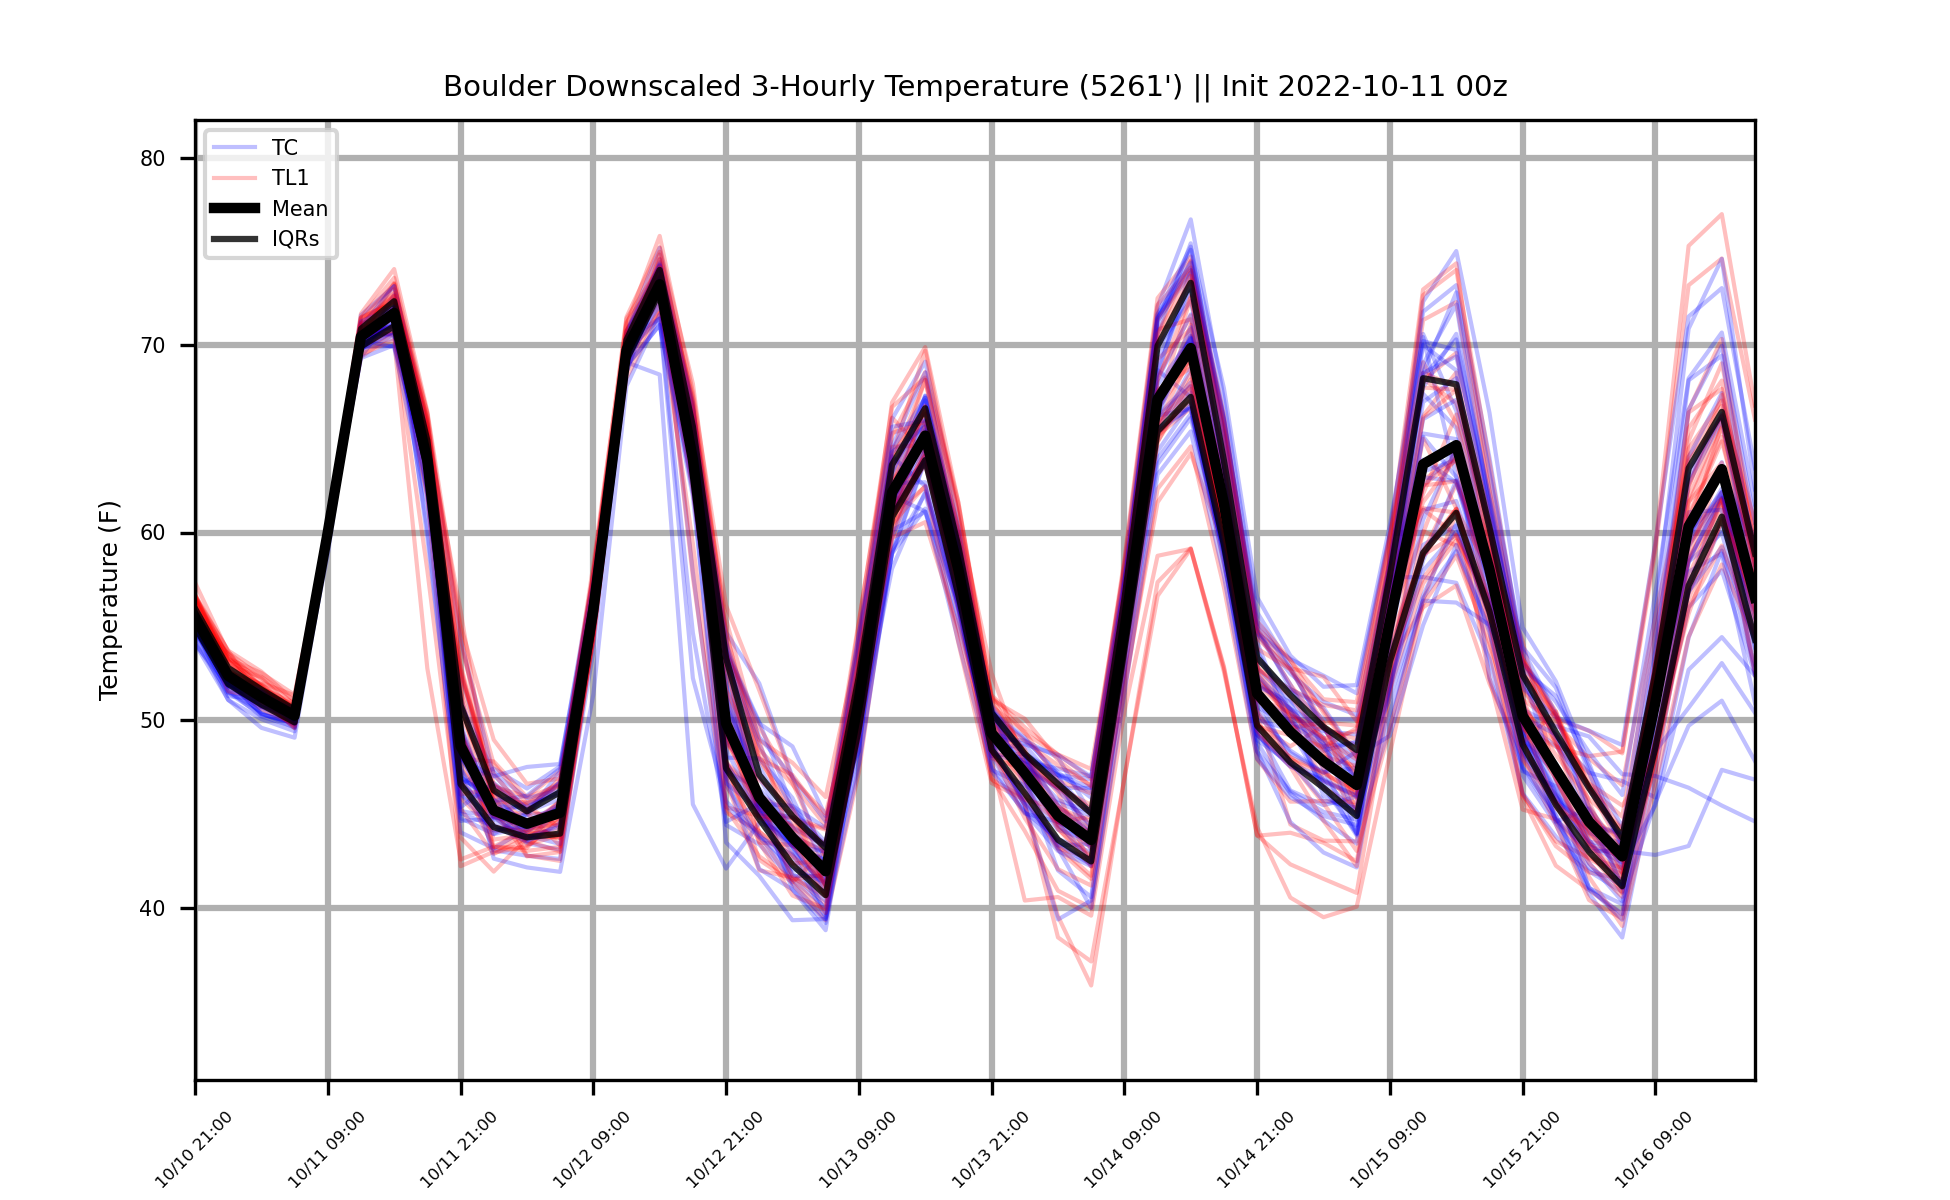 Boulder Downscaled 3-Hourly Temperature (5261') || Init 2022-10-11 00z
TC
TL1
Mean
IQRs
Temperature (F)
80
70
60
50
40
10/10 21:00
10/11 09:00
10/11 21:00
10/12 09:00
10/12 21:00
10/13 09:00
10/13 21:00
10/14 09:00
10/14 21:00
10/15 09:00
10/15 21:00
10/16 09:00